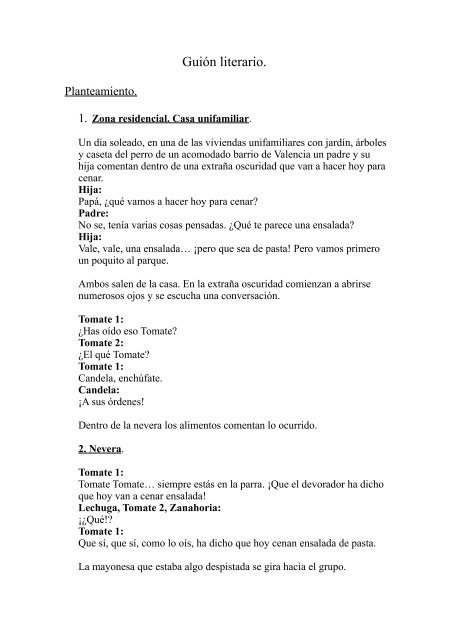 Guión literario.
Planteamiento.
1. Zona residencial. Casa unifamiliar.
Un día soleado, en una de las viviendas unifamiliares con jardín, árboles
y caseta del perro de un acomodado barrio de Valencia un padre y su
hija comentan dentro de una extraña oscuridad que van a hacer hoy para
cenar.
Hija:
Papá, ¿qué vamos a hacer hoy para cenar?
Padre:
No se, tenía varias cosas pensadas. ¿Qué te parece una ensalada?
Hija:
Vale, vale, una ensalada… ¡pero que sea de pasta! Pero vamos primero
un poquito al parque.
Ambos salen de la casa. En la extraña oscuridad comienzan a abrirse
numerosos ojos y se escucha una conversación.
Tomate 1:
¿Has oído eso Tomate?
Tomate 2:
¿El qué Tomate?
Tomate 1:
Candela, enchúfate.
Candela:
¡A sus órdenes!
Dentro de la nevera los alimentos comentan lo ocurrido.
2. Nevera.
Tomate 1:
Tomate Tomate… siempre estás en la parra. ¡Que el devorador ha dicho
que hoy van a cenar ensalada!
Lechuga, Tomate 2, Zanahoria:
¡¿Qué!?
Tomate 1:
Que sí, que sí, como lo oís, ha dicho que hoy cenan ensalada de pasta.
La mayonesa que estaba algo despistada se gira hacia el grupo.